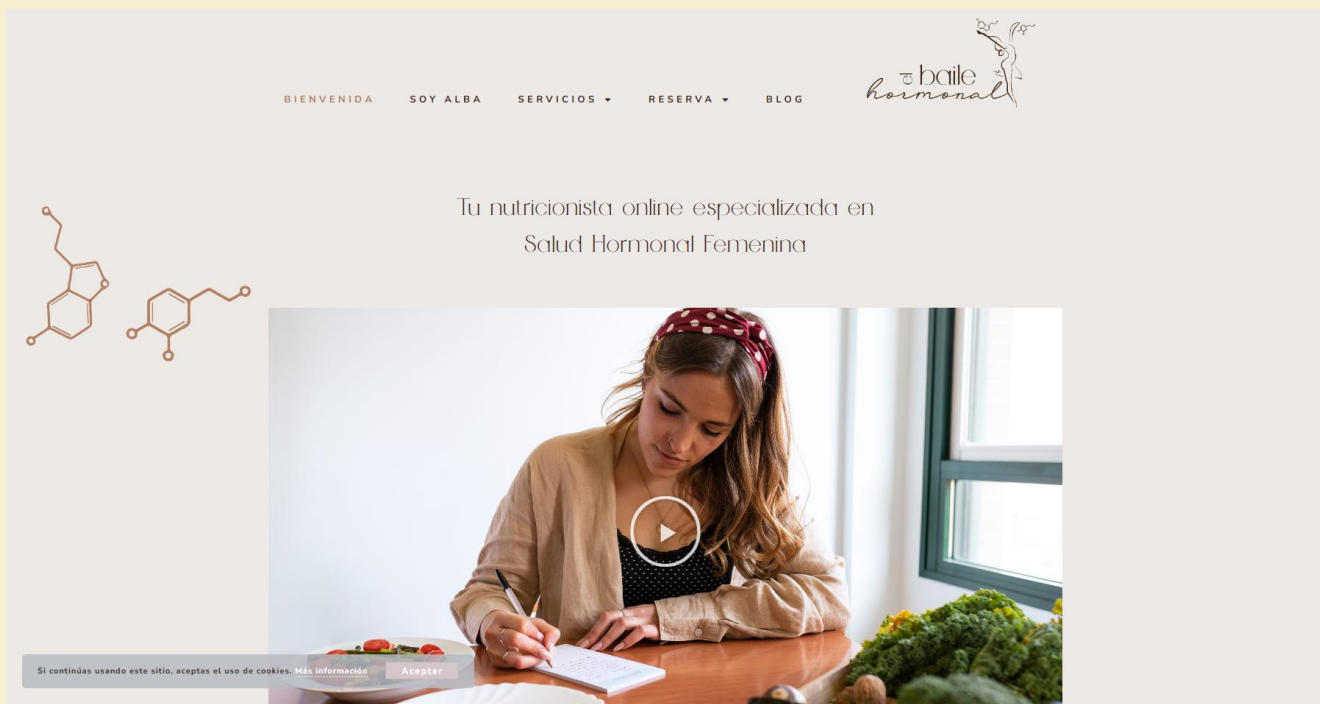 BIENVENIDA
SOY ALBA
SERVICIOS
RESERVA
BLOG
el baile
hormonal
Tu nutricionista online especializada en
Salud Hormonal Femenina
Si continúas usando este sitio, aceptas el uso de cookies. Más información
Aceptar